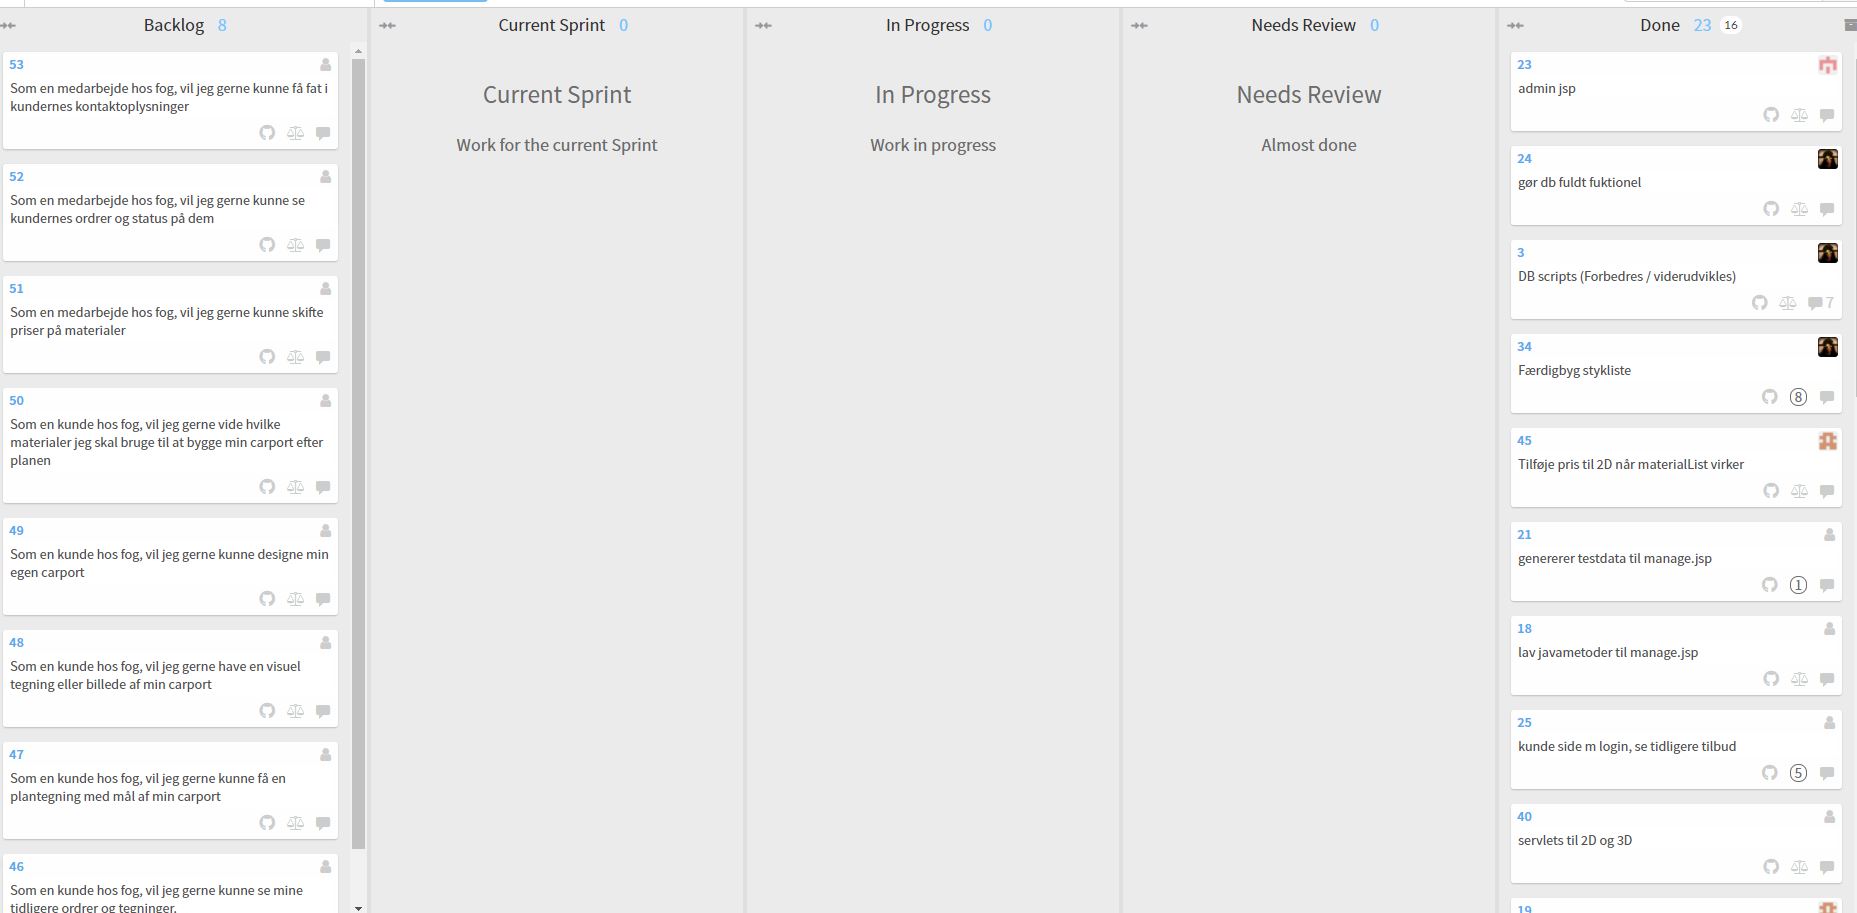 Backlog 8
53
Som en medarbejde hos fog, vil jeg gerne kunne få fat i
kundernes kontaktoplysninger
52
Som en medarbejde hos fog, vil jeg gerne kunne se
kundernes ordrer og status på dem
51
Som en medarbejde hos fog, vil jeg gerne kunne skifte
priser på materialer
50
Som en kunde hos fog, vil jeg gerne vide hvilke
materialer jeg skal bruge til at bygge min carport efter
planen
49
Som en kunde hos fog, vil jeg gerne kunne designe min
egen carport
48
Som en kunde hos fog, vil jeg gerne have en visuel
tegning eller billede af min carport
47
Som en kunde hos fog, vil jeg gerne kunne få en
plantegning med mål af min carport
46
Som en kunde hos fog, vil jeg gerne kunne se mine
tidligere ordrer og tegninger.
Current Sprint 0
Current Sprint
Work for the current Sprint
In Progress 0
In Progress
Work in progress
Needs Review 0
Needs Review
Almost done
Done 23 16
23
admin jsp
24
gør db fuldt fuktionel
3
DB scripts (Forbedres / viderudvikles)
7
34
Færdigbyg stykliste
8
45
Tilføje pris til 2D når materialList virker
21
genererer testdata til manage.jsp
1
18
lav javametoder til manage.jsp
25
kunde side m login, se tidligere tilbud
5
40
servlets til 2D og 3D
19